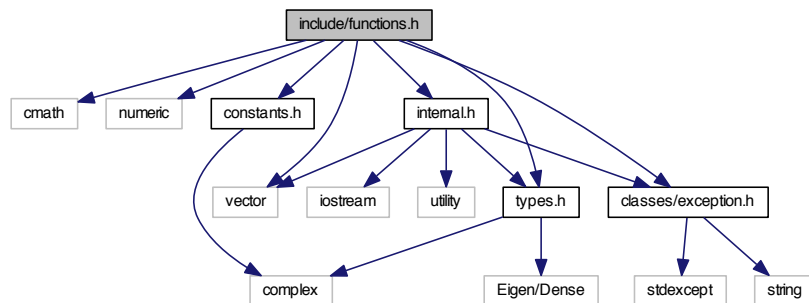 include/functions.h
cmath
numeric
constants.h
internal.h
vector
iostream
utility
types.h
classes/exception.h
complex
Eigen/Dense
stdexcept
string